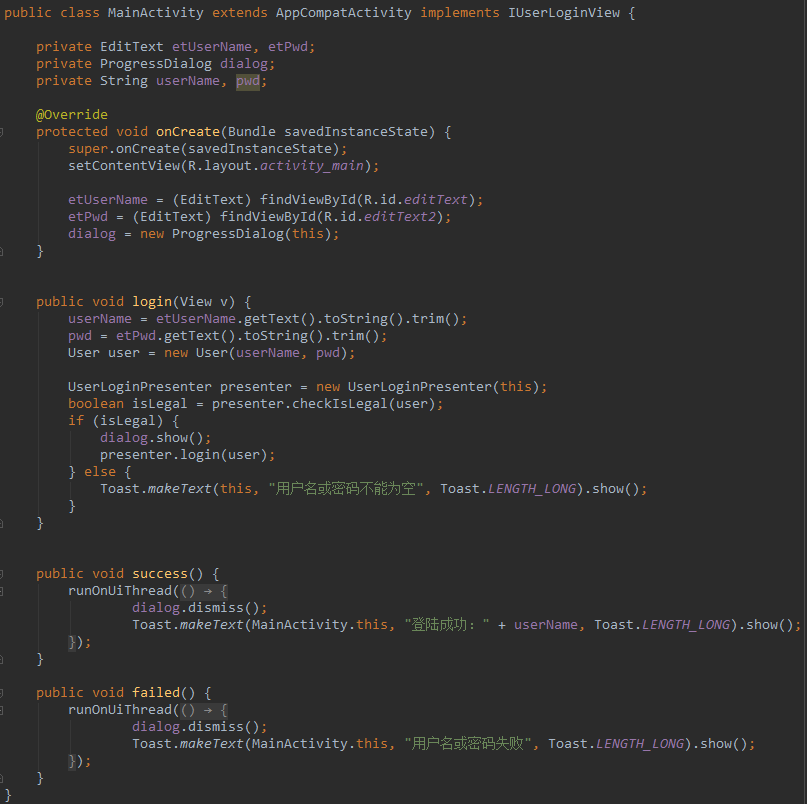 public class MainActivity extends AppCompatActivity implements IUserLoginView {
private EditText etUserName, etPwd;
private ProgressDialog dialog;
private String userName, pwd;
@Override
protected void onCreate(Bundle savedInstanceState) {
super.onCreate(savedInstanceState);
setContentView(R.layout.activity_main);
etUserName = (EditText) findViewById(R.id.editText);
etPwd = (EditText) findViewById(R.id.editText2);
dialog = new ProgressDialog(this);
}
public void login(View v) {
userName = etUserName.getText().toString().trim();
pwd = etPwd.getText().toString().trim();
User user = new User(userName, pwd);
UserLoginPresenter presenter = new UserLoginPresenter(this);
boolean isLegal = presenter.checkIsLegal(user);
if (isLegal) {
dialog.show();
presenter.login(user);
} else {
Toast.makeText(this, "用户名或密码不能为空", Toast.LENGTH_LONG).show();
}
}
public void success() {
runOnUiThread(() → {
dialog.dismiss();
Toast.makeText(MainActivity.this, "登陆成功：" + userName, Toast.LENGTH_LONG).show();
});
}
public void failed() {
runOnUiThread(() → {
dialog.dismiss();
Toast.makeText(MainActivity.this, "用户名或密码失败", Toast.LENGTH_LONG).show();
});
}
}